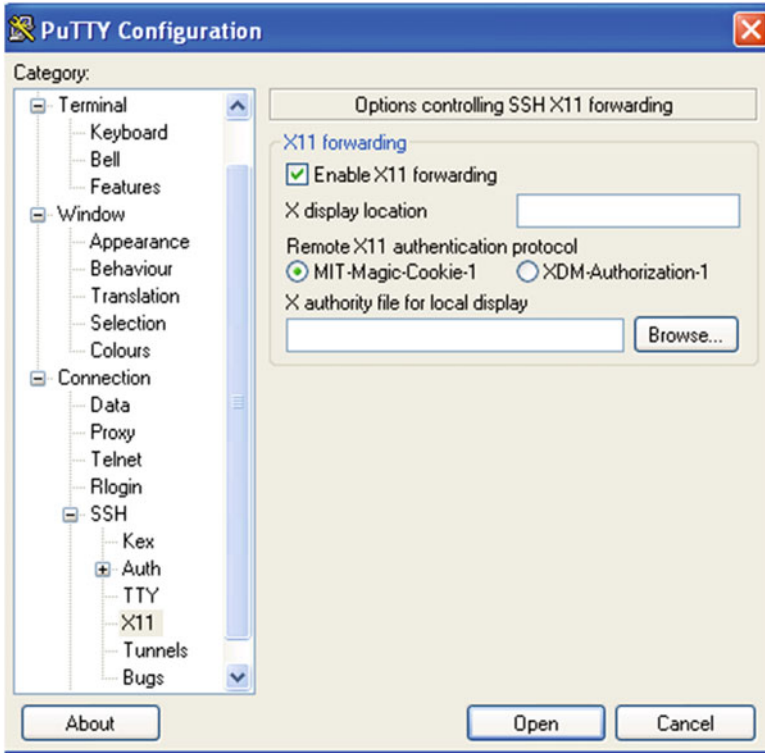 PuTTY Configuration
Category:
Terminal
Keyboard
Bell
Features
Window
Appearance
Behaviour
Translation
Selection
Colours
Connection
Data
Proxy
Telnet
Rlogin
SSH
Kex
Auth
TTY
X11
Tunnels
Bugs
Options controlling SSH X11 forwarding
X11 forwarding
Enable X11 forwarding
X display location
Remote X11 authentication protocol
MIT-Magic-Cookie-1 XDM-Authorization-1
X authority file for local display
Browse...
About Open Cancel